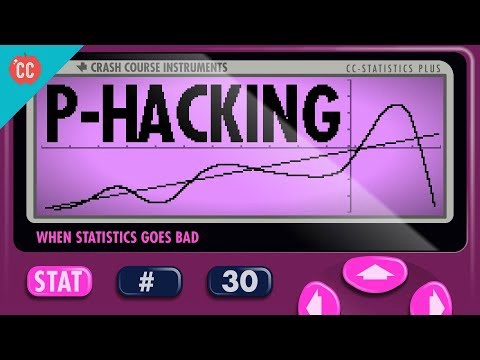 CC
CRASH COURSE INSTRUMENTS
CC-STATISTICS PLUS
P-HACKING
WHEN STATISTICS GOES BAD
STAT
#
30